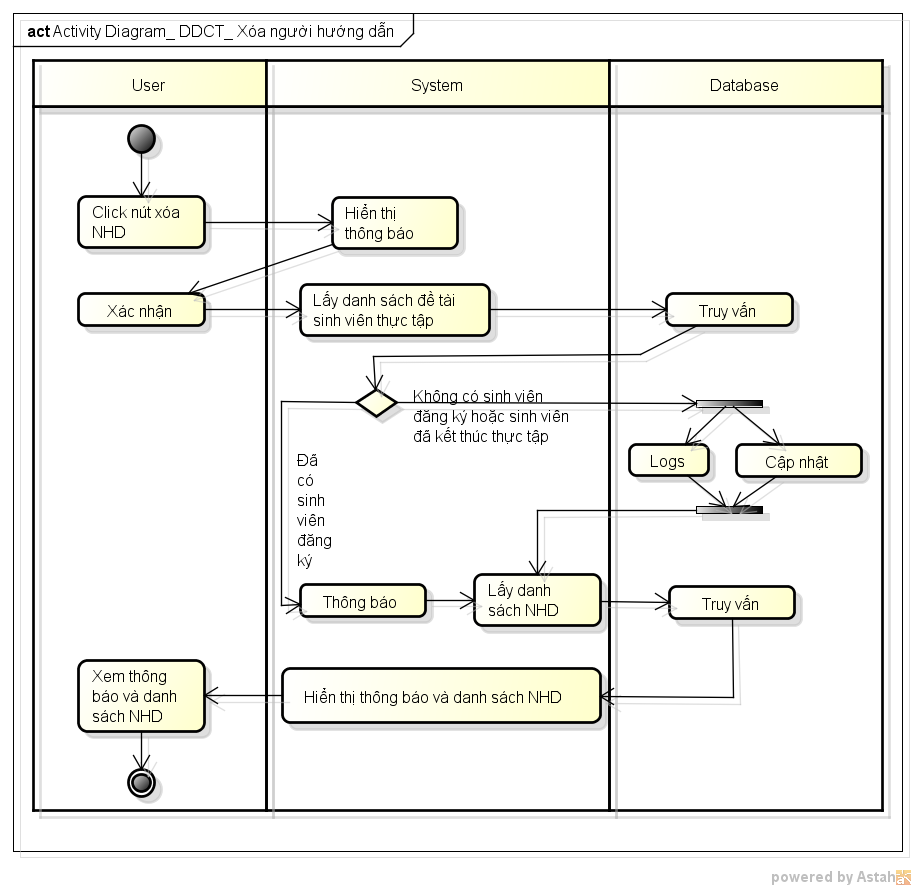 act Activity Diagram_ DDCT_ Xóa người hướng dẫn
User
System
Database
Click nút xóa
NHD
Hiển thị
thông báo
Xác nhận
Lấy danh sách đề tài
sinh viên thực tập
Truy vấn
Không có sinh viên
đăng ký hoặc sinh viên
đã kết thúc thực tập
Logs
Cập nhật
Đã
có
sinh
viên
đăng
ký
Thông báo
Lấy danh
sách NHD
Truy vấn
Xem thông
báo và danh
sách NHD
Hiển thị thông báo và danh sách NHD
powered by Astah